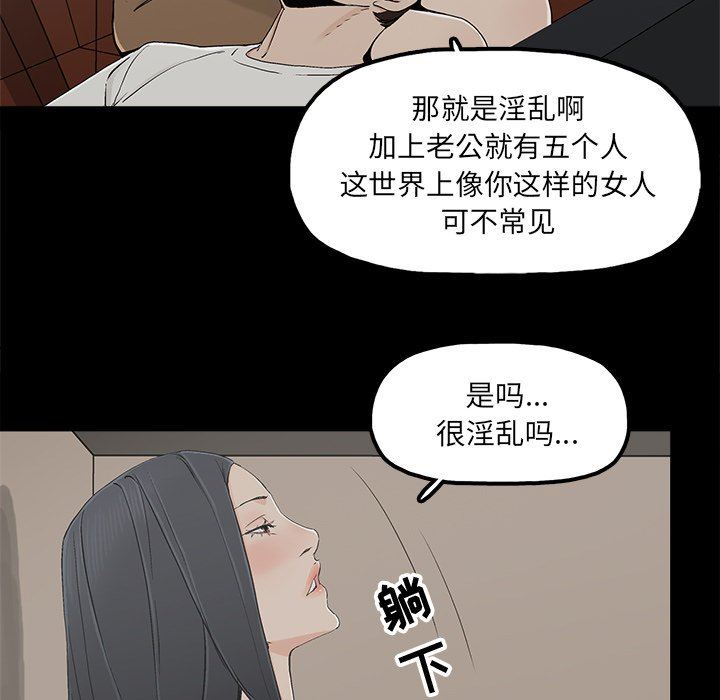 那就是淫乱啊
加上老公就有五个人
这世界上像你这样的女人
可不常见
是吗...
很淫乱吗...
躺
下